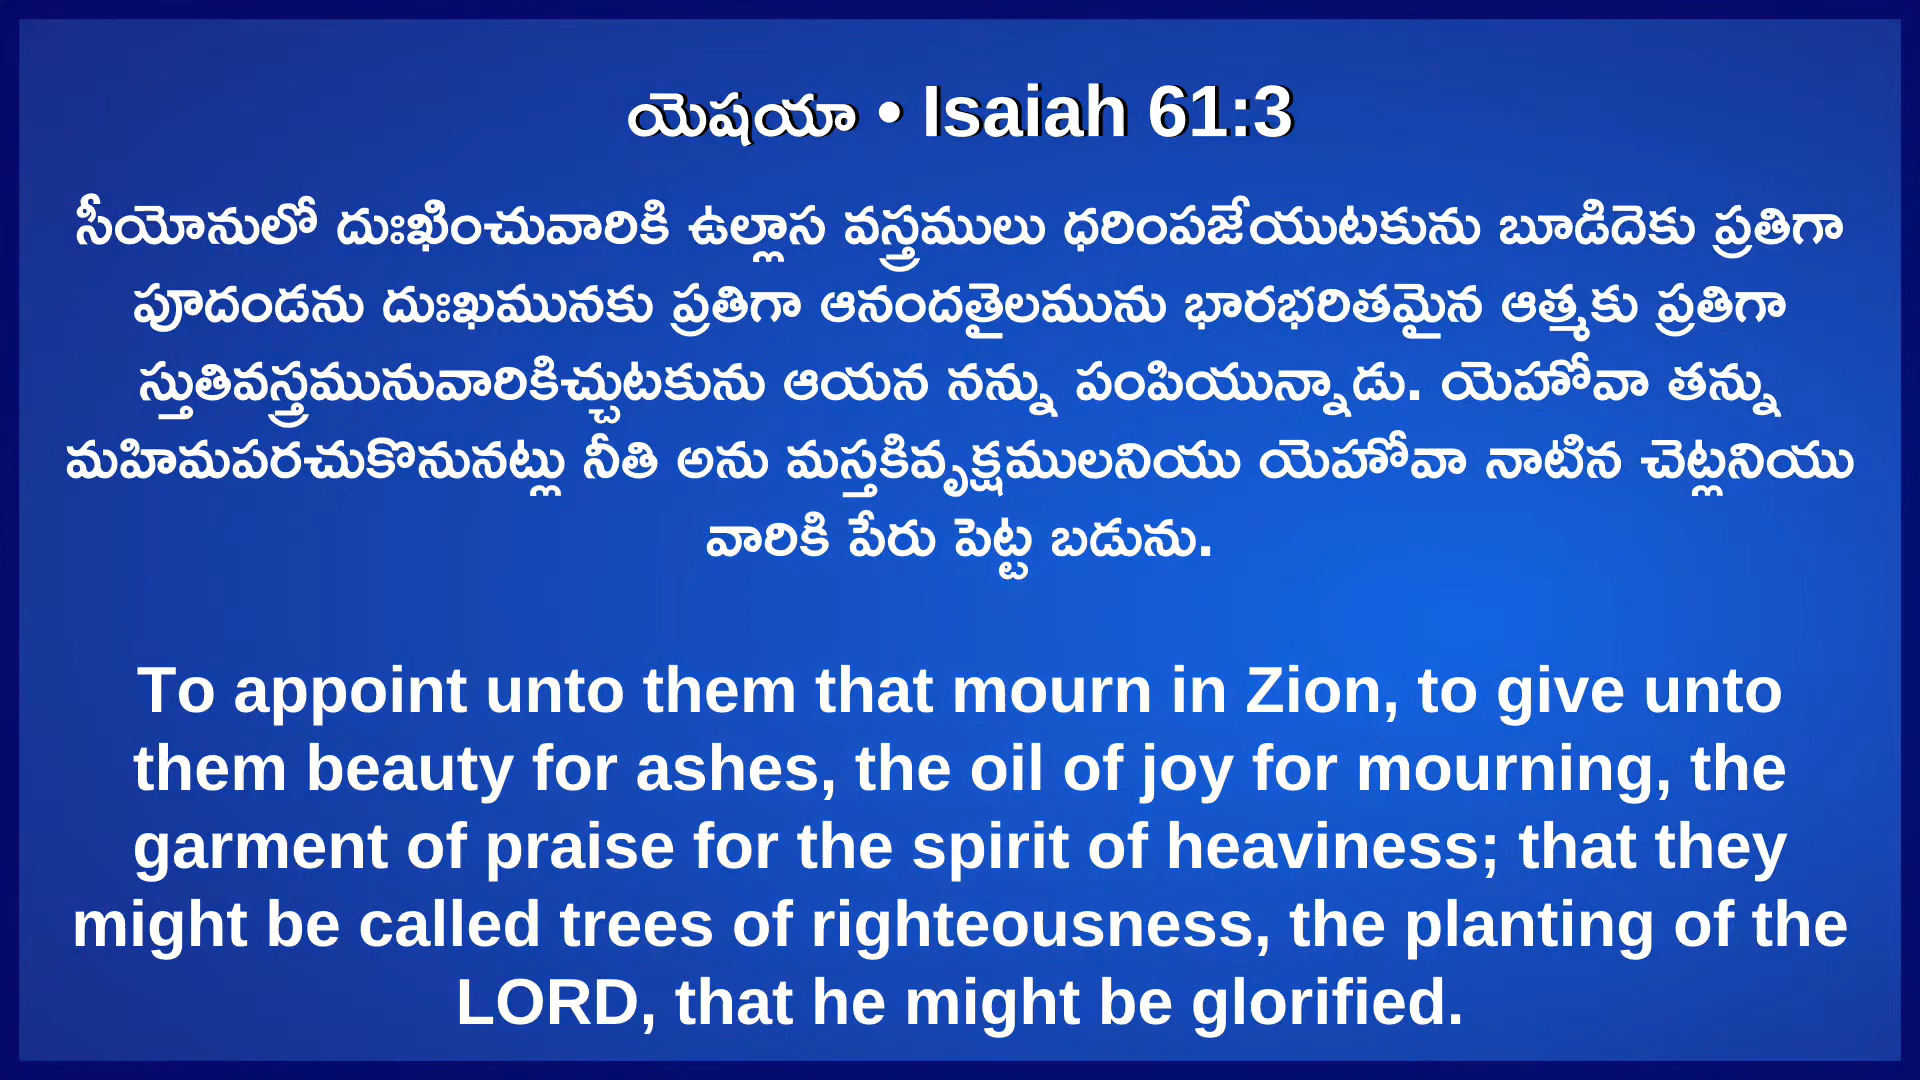 యెషయా • Isaiah 61:3
సీయోనులో దుఃఖించువారికి ఉల్లాస వస్త్రములు ధరింపజేయుటకును బూడిదెకు ప్రతిగా
పూదండను దుఃఖమునకు ప్రతిగా ఆనందతైలమును భారభరితమైన ఆత్మకు ప్రతిగా
స్తుతివస్త్రమునువారికిచ్చుటకును ఆయన నన్ను పంపియున్నాడు. యెహోవా తన్ను
మహిమపరచుకొనునట్లు నీతి అను మస్తకివృక్షములనియు యెహోవా నాటిన చెట్లనియు
వారికి పేరు పెట్ట బడును.
To appoint unto them that mourn in Zion, to give unto
them beauty for ashes, the oil of joy for mourning, the
garment of praise for the spirit of heaviness; that they
might be called trees of righteousness, the planting of the
LORD, that he might be glorified.